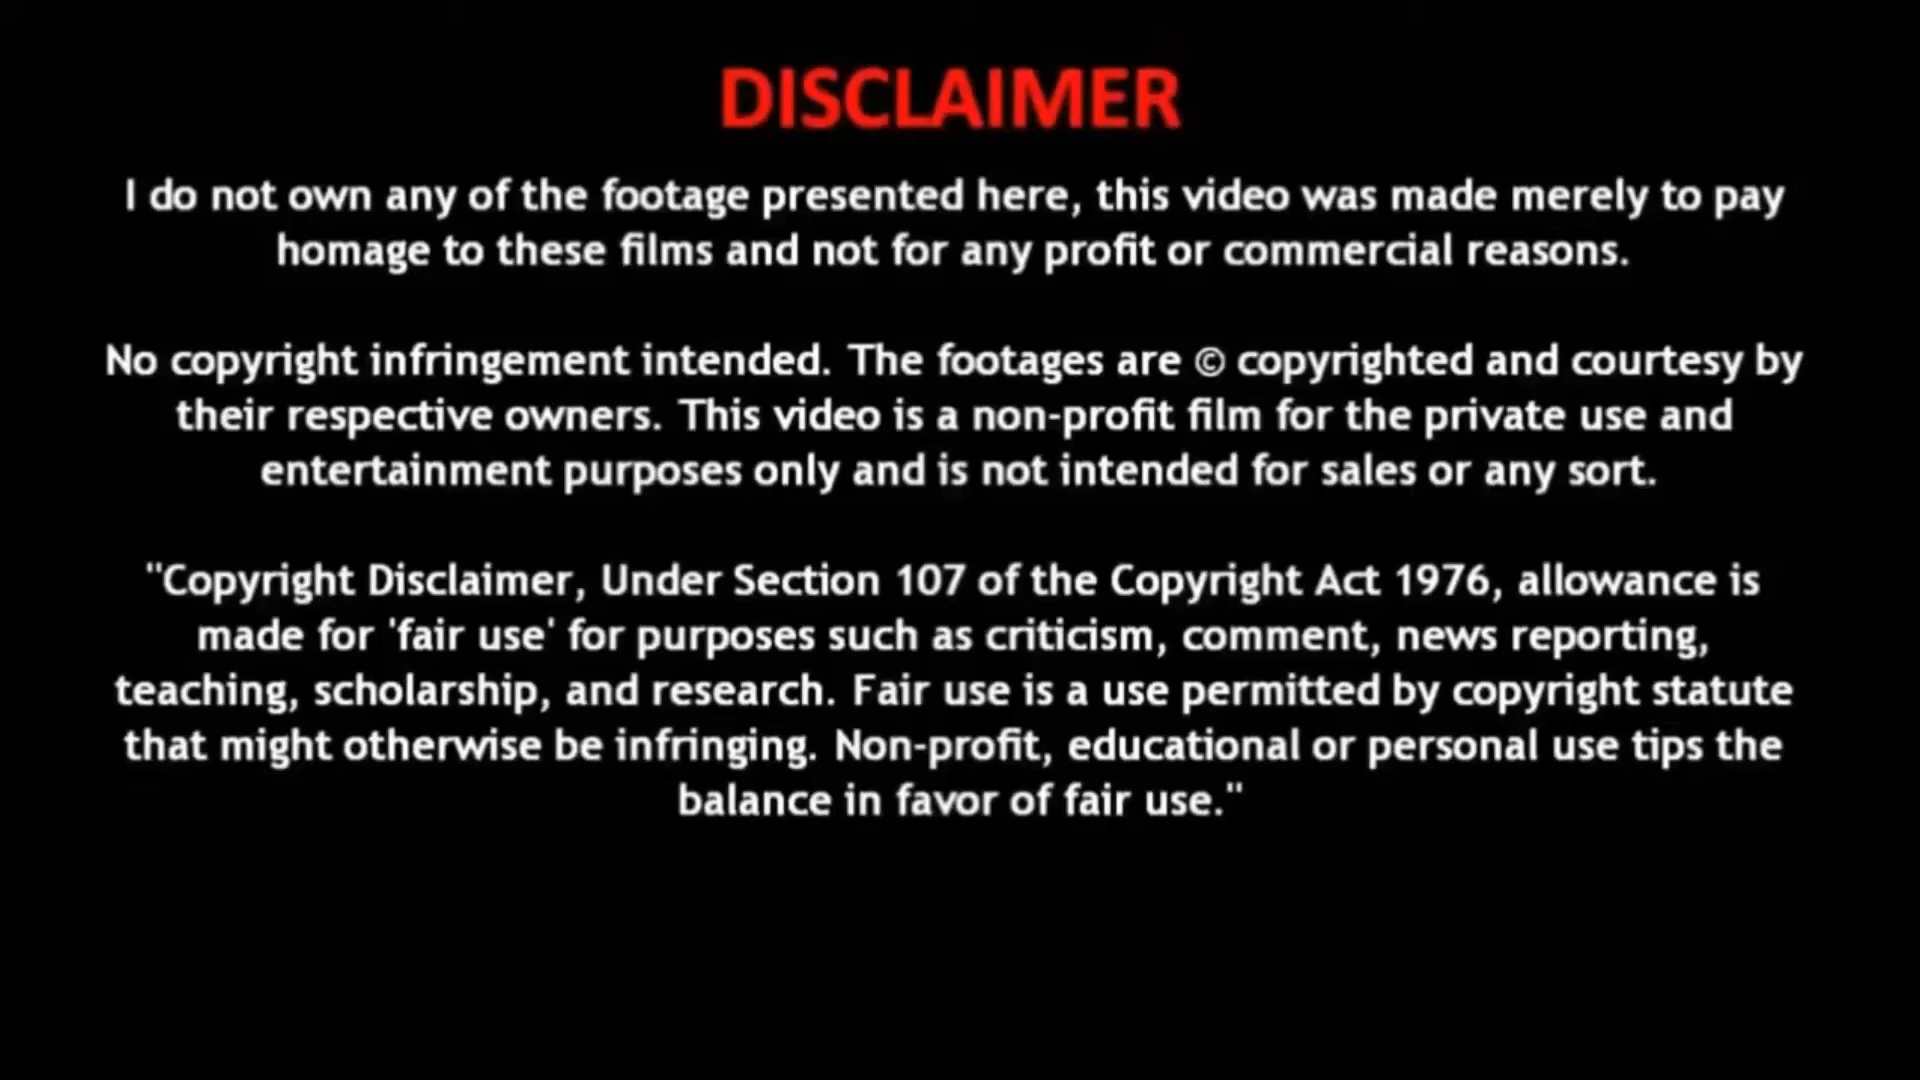 DISCLAIMER
I do not own any of the footage presented here, this video was made merely to pay
homage to these films and not for any profit or commercial reasons.
No copyright infringement intended. The footages are © copyrighted and courtesy by
their respective owners. This video is a non-profit film for the private use and
entertainment purposes only and is not intended for sales or any sort.
"Copyright Disclaimer, Under Section 107 of the Copyright Act 1976, allowance is
made for 'fair use' for purposes such as criticism, comment, news reporting,
teaching, scholarship, and research. Fair use is a use permitted by copyright statute
that might otherwise be infringing. Non-profit, educational or personal use tips the
balance in favor of fair use."